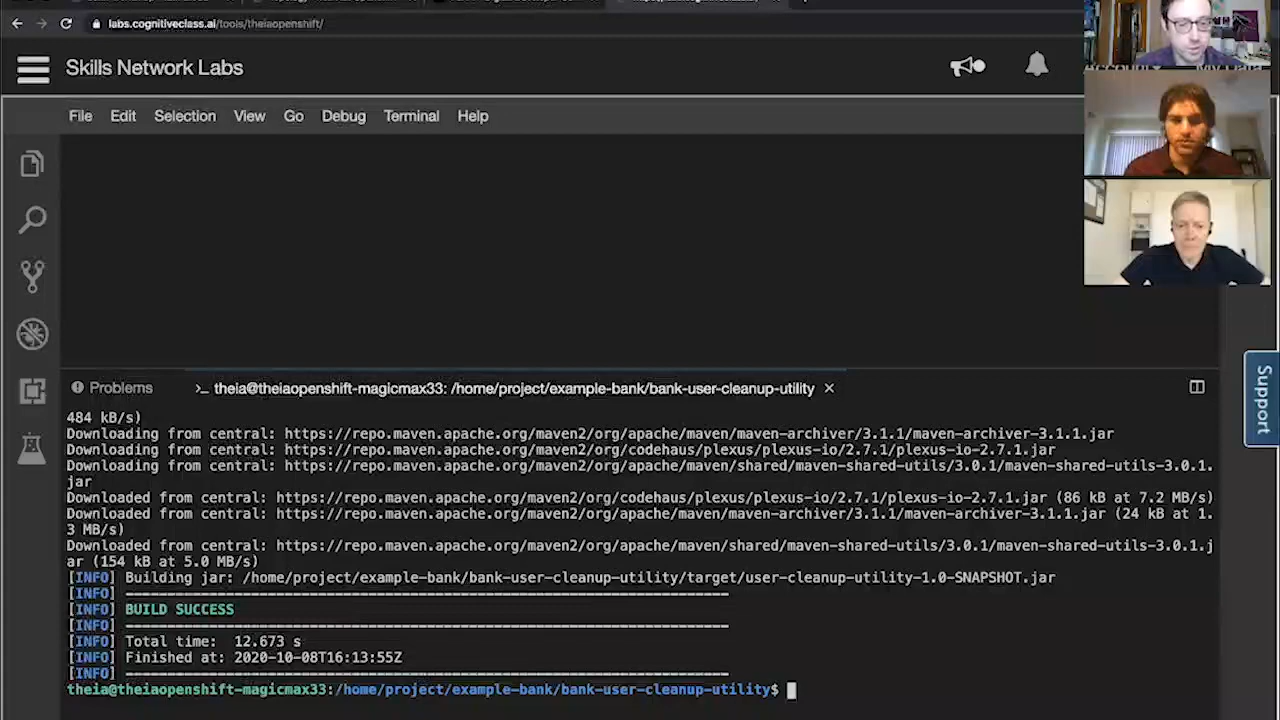 labs.cognitiveclass.ai/tools/theiaopenshift/
Skills Network Labs
File Edit Selection View Go Debug Terminal Help
Problems
>_ theia@theiaopenshift-magicmax33: /home/project/example-bank/bank-user-cleanup-utility ×
484 kB/s)
Downloading from central: https://repo.maven.apache.org/maven2/org/apache/maven/maven-archiver/3.1.1/maven-archiver-3.1.1.jar
Downloading from central: https://repo.maven.apache.org/maven2/org/codehaus/plexus/plexus-io/2.7.1/plexus-io-2.7.1.jar
Downloading from central: https://repo.maven.apache.org/maven2/org/apache/maven/shared/maven-shared-utils/3.0.1/maven-shared-utils-3.0.1.
jar
Downloaded from central: https://repo.maven.apache.org/maven2/org/codehaus/plexus/plexus-io/2.7.1/plexus-io-2.7.1.jar (86 kB at 7.2 MB/s)
Downloaded from central: https://repo.maven.apache.org/maven2/org/apache/maven/maven-archiver/3.1.1/maven-archiver-3.1.1.jar (24 kB at 1.
3 MB/s)
Downloaded from central: https://repo.maven.apache.org/maven2/org/apache/maven/shared/maven-shared-utils/3.0.1/maven-shared-utils-3.0.1.j
ar (154 kB at 5.0 MB/s)
[INFO] Building jar: /home/project/example-bank/bank-user-cleanup-utility/target/user-cleanup-utility-1.0-SNAPSHOT.jar
[INFO] ------------------------------------------------------------------------
[INFO] BUILD SUCCESS
[INFO] ------------------------------------------------------------------------
[INFO] Total time:  12.673 s
[INFO] Finished at: 2020-10-08T16:13:55Z
[INFO] ------------------------------------------------------------------------
theia@theiaopenshift-magicmax33:/home/project/example-bank/bank-user-cleanup-utility$
Support